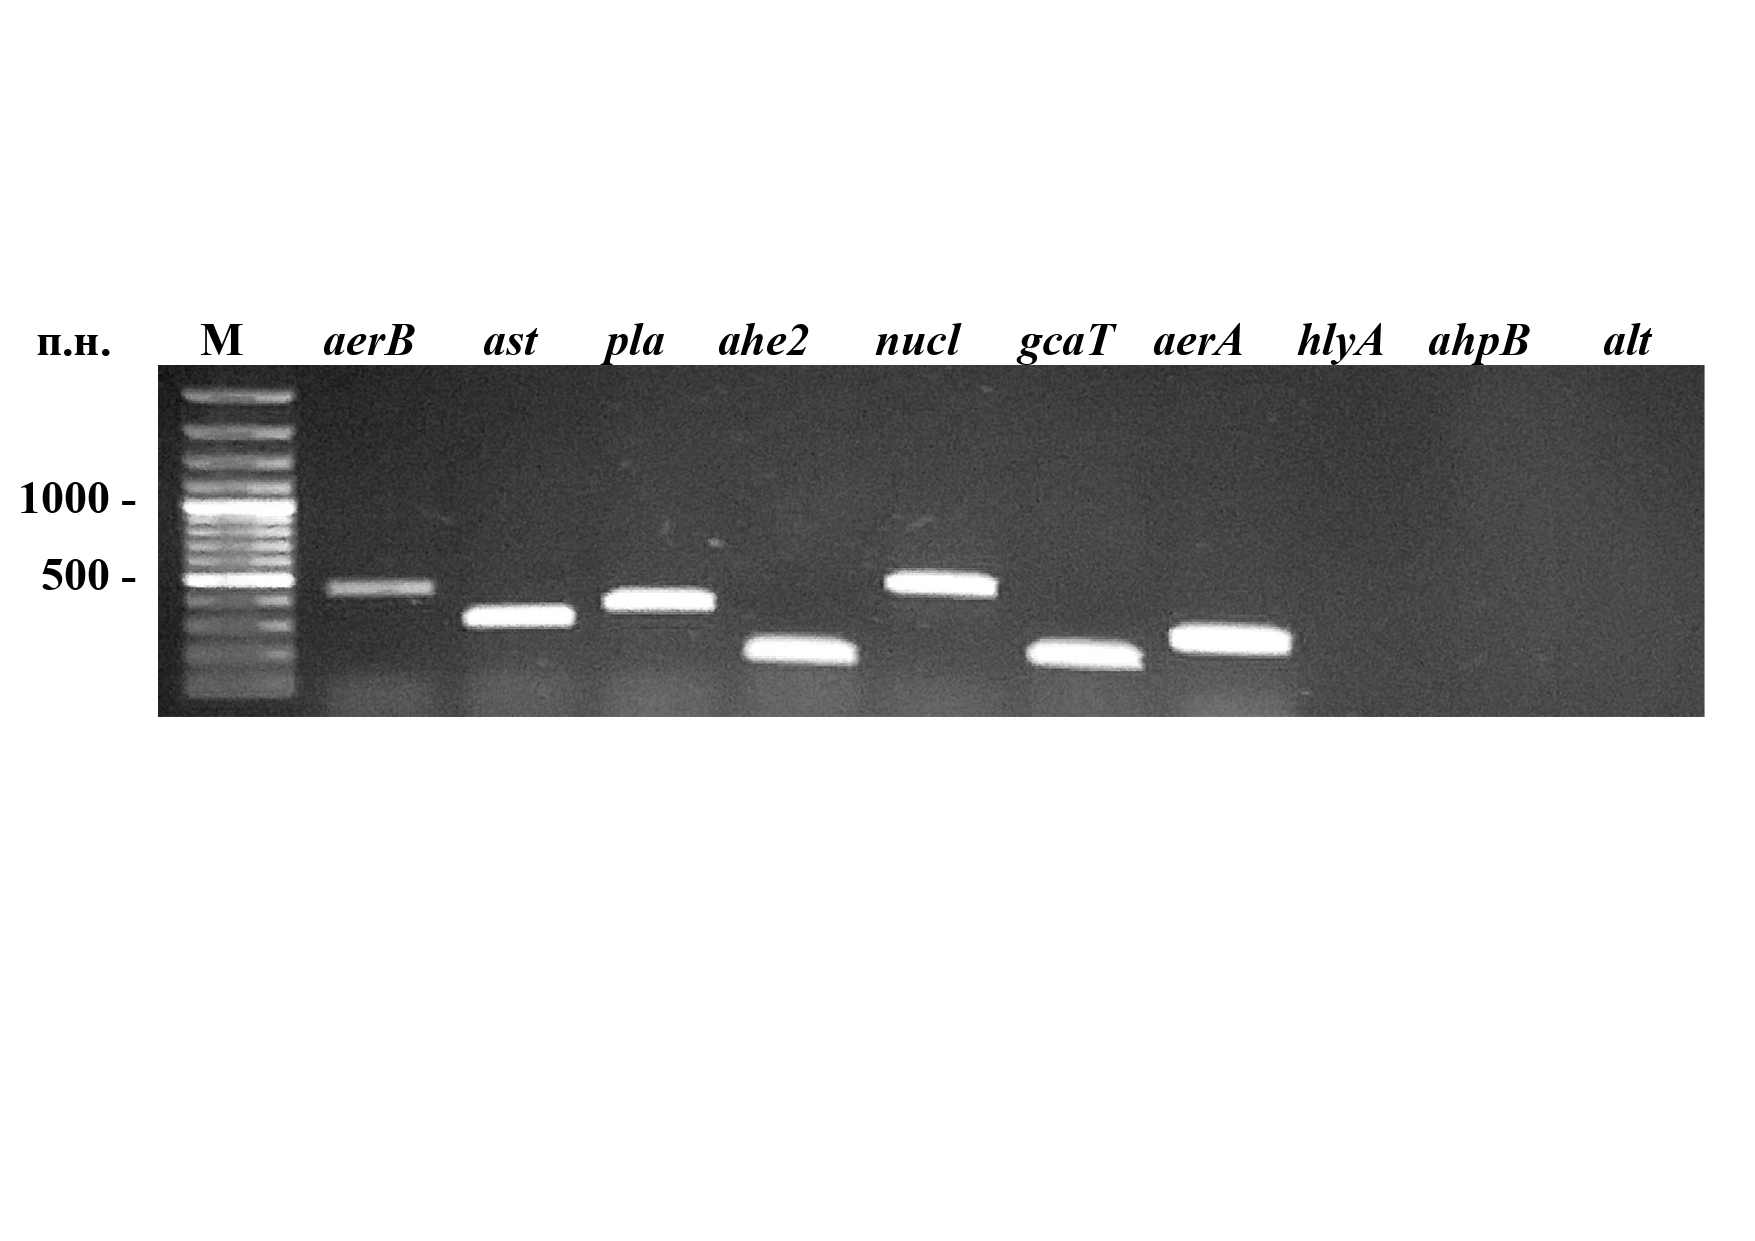 п.н. M aerB ast pla ahe2 nucl gcaT aerA hlyA ahpB alt
1000 -
500 -